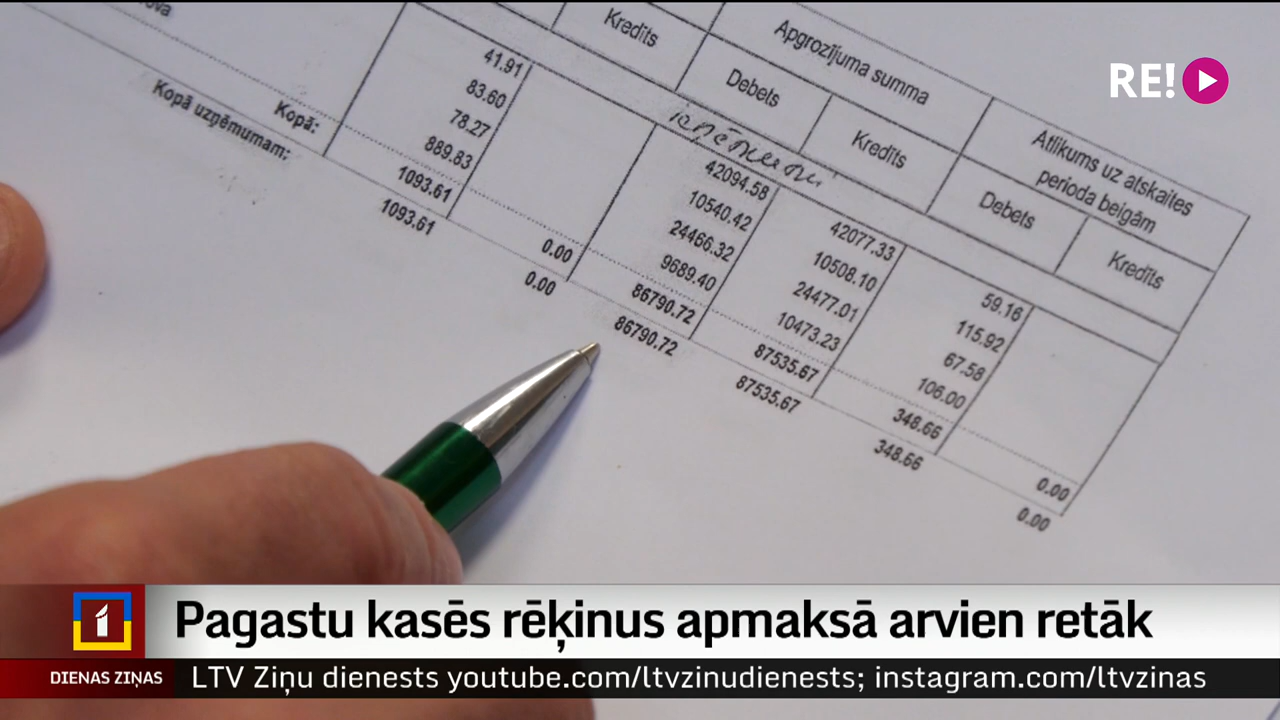 Kredīts
Apgrozījuma summa
Debets
Kredīts
Atlikums uz atskaites
perioda beigām
Debets
Kredīts
Kopā:
Kopā uzņēmumam:
41.91
83.60
78.27
889.83
1093.61
1093.61
0.00
0.00
42094.58
10540.42
24466.32
9689.40
86790.72
86790.72
42077.33
10508.10
24477.01
10473.23
87535.67
87535.67
59.16
115.92
67.58
106.00
348.66
348.66
0.00
0.00
RE!
1
Pagastu kasēs rēķinus apmaksā arvien retāk
DIENAS ZIŅAS
LTV Ziņu dienests youtube.com/ltvzinudienests; instagram.com/ltvzinas